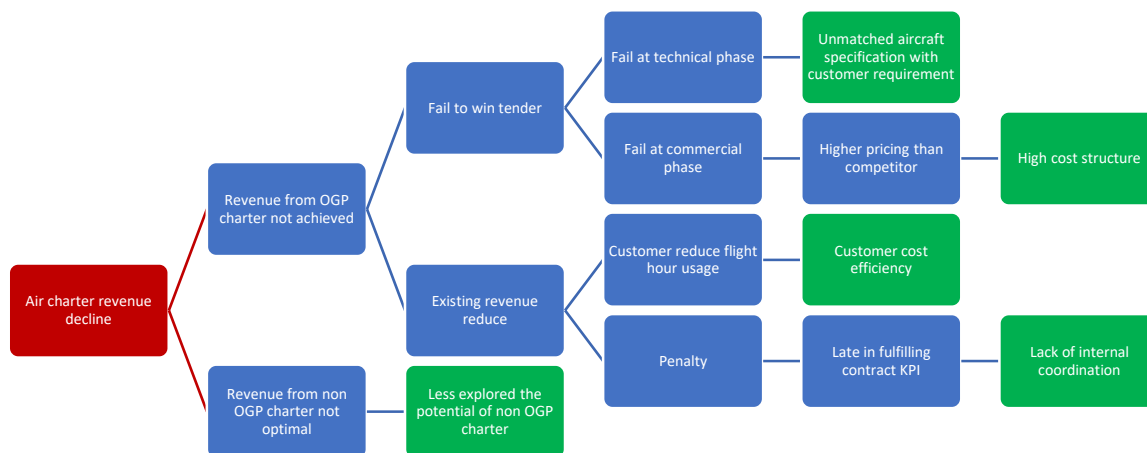 Air charter revenue
decline
Revenue from OGP
charter not achieved
Fail to win tender
Fail at technical phase
Unmatched aircraft
specification with
customer requirement
Fail at commercial
phase
Higher pricing than
competitor
High cost structure
Existing revenue
reduce
Customer reduce flight
hour usage
Customer cost
efficiency
Penalty
Late in fulfilling
contract KPI
Lack of internal
coordination
Revenue from non
OGP charter not
optimal
Less explored the
potential of non OGP
charter